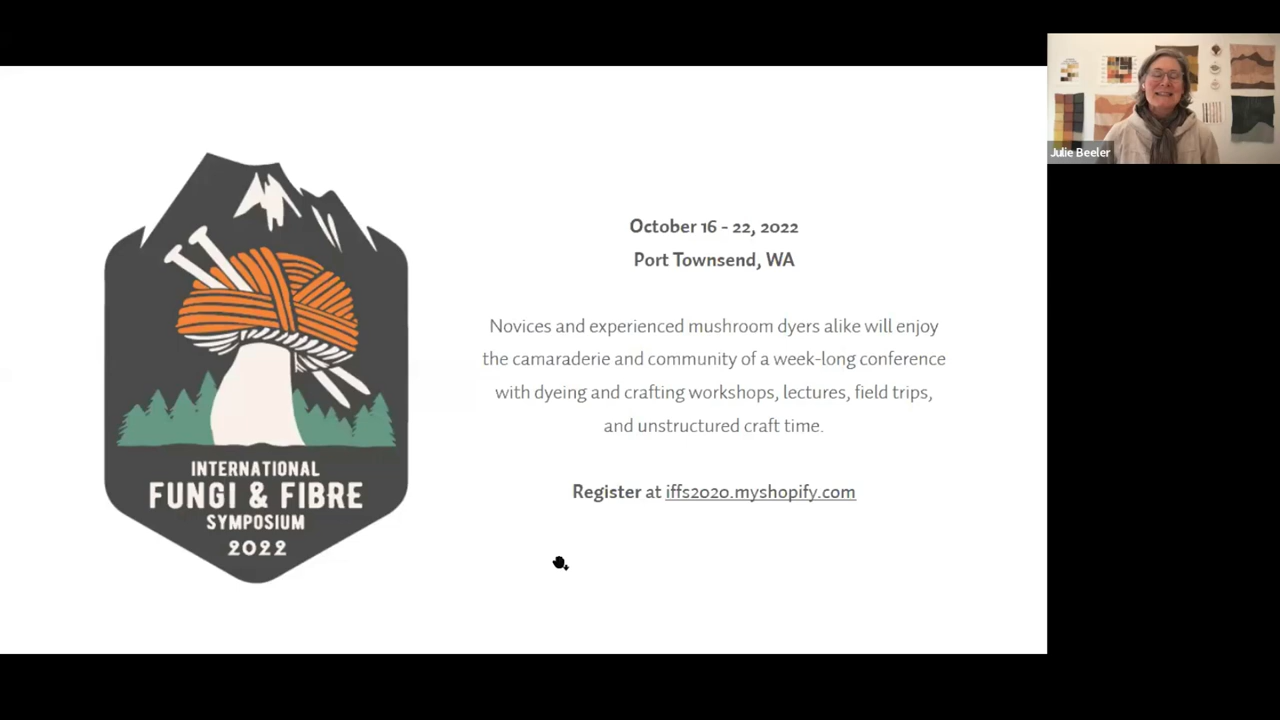 INTERNATIONAL
FUNGI & FIBRE
SYMPOSIUM
2022
October 16 - 22, 2022
Port Townsend, WA
Novices and experienced mushroom dyers alike will enjoy
the camaraderie and community of a week-long conference
with dyeing and crafting workshops, lectures, field trips,
and unstructured craft time.
Register at iffs2020.myshopify.com
Julie Beeler